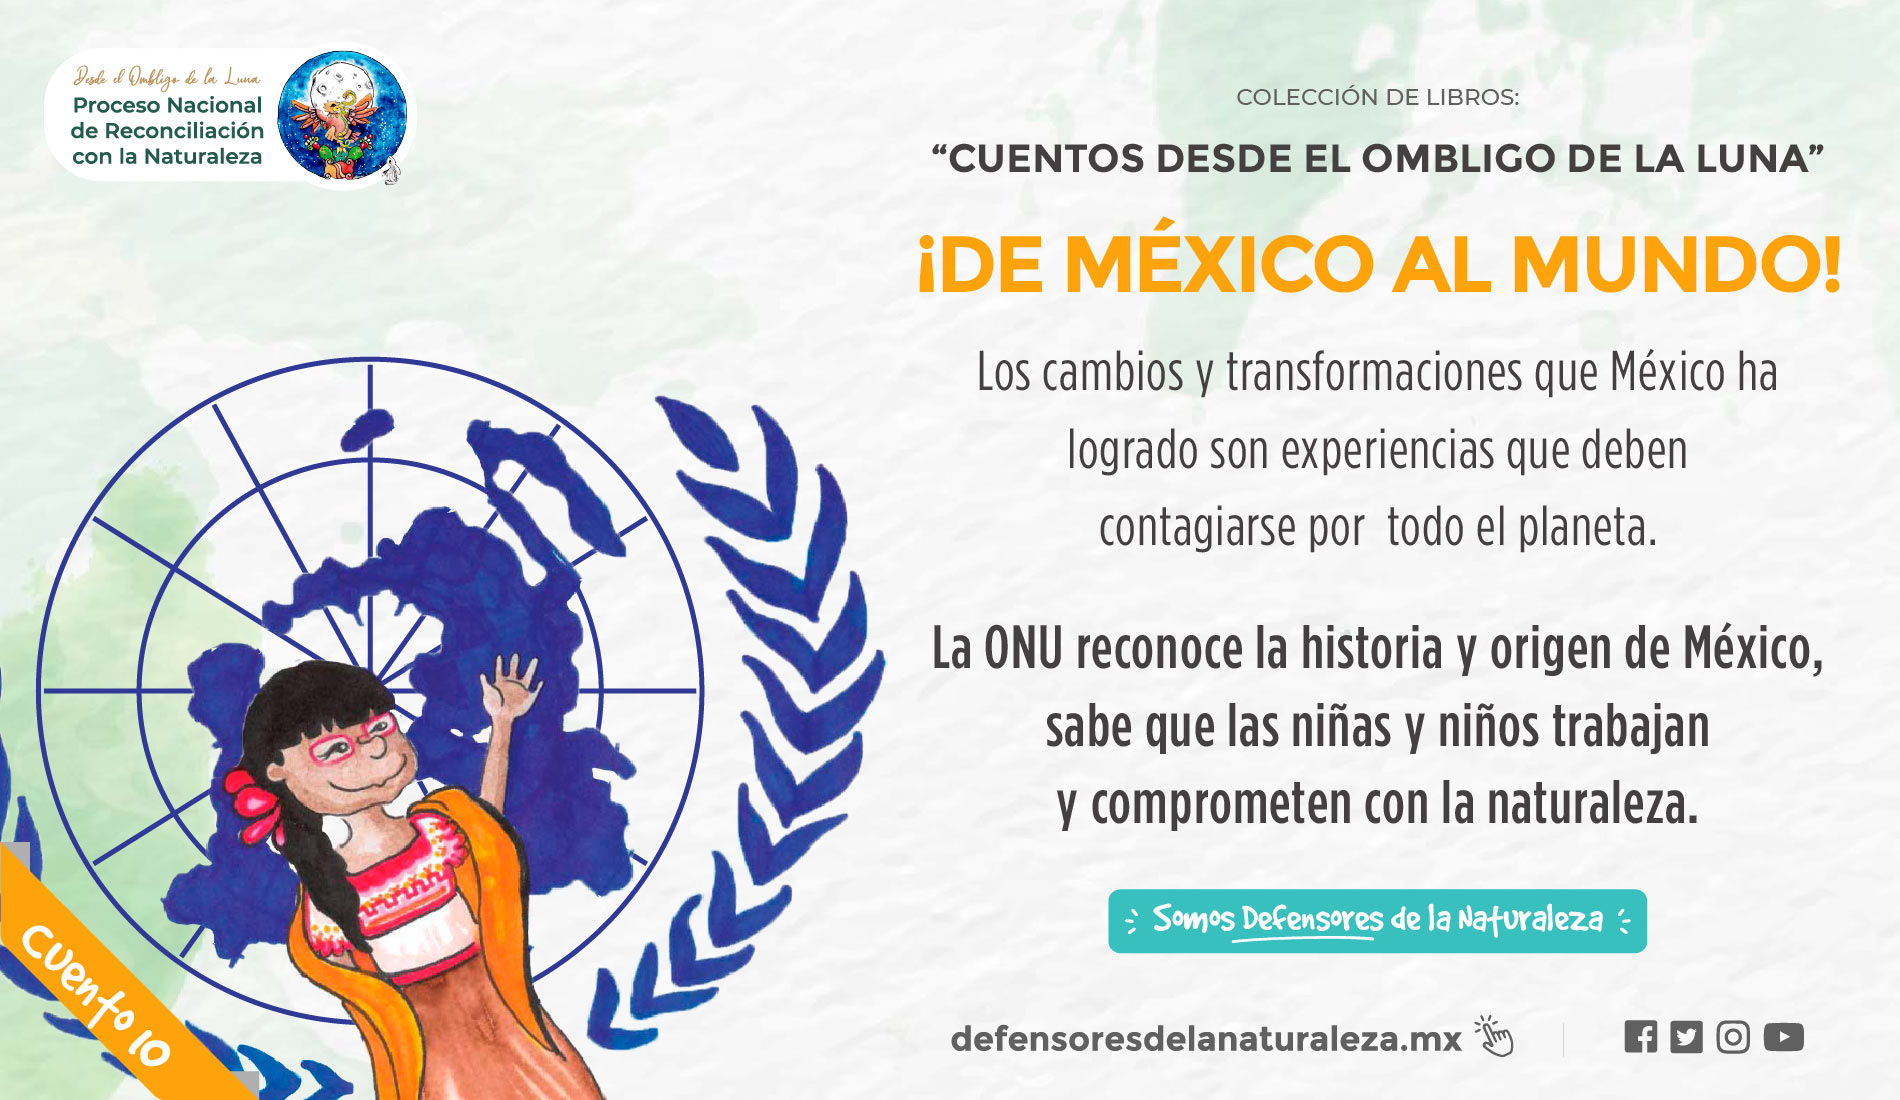 Desde el Ombligo de la Luna
Proceso Nacional
de Reconciliación
con la Naturaleza
COLECCIÓN DE LIBROS:
“CUENTOS DESDE EL OMBLIGO DE LA LUNA”
¡DE MÉXICO AL MUNDO!
Los cambios y transformaciones que México ha
logrado son experiencias que deben
contagiarse por todo el planeta.
La ONU reconoce la historia y origen de México,
sabe que las niñas y niños trabajan
y comprometen con la naturaleza.
Somos Defensores de la Naturaleza
defensoresdelanaturaleza.mx
Cuento 10